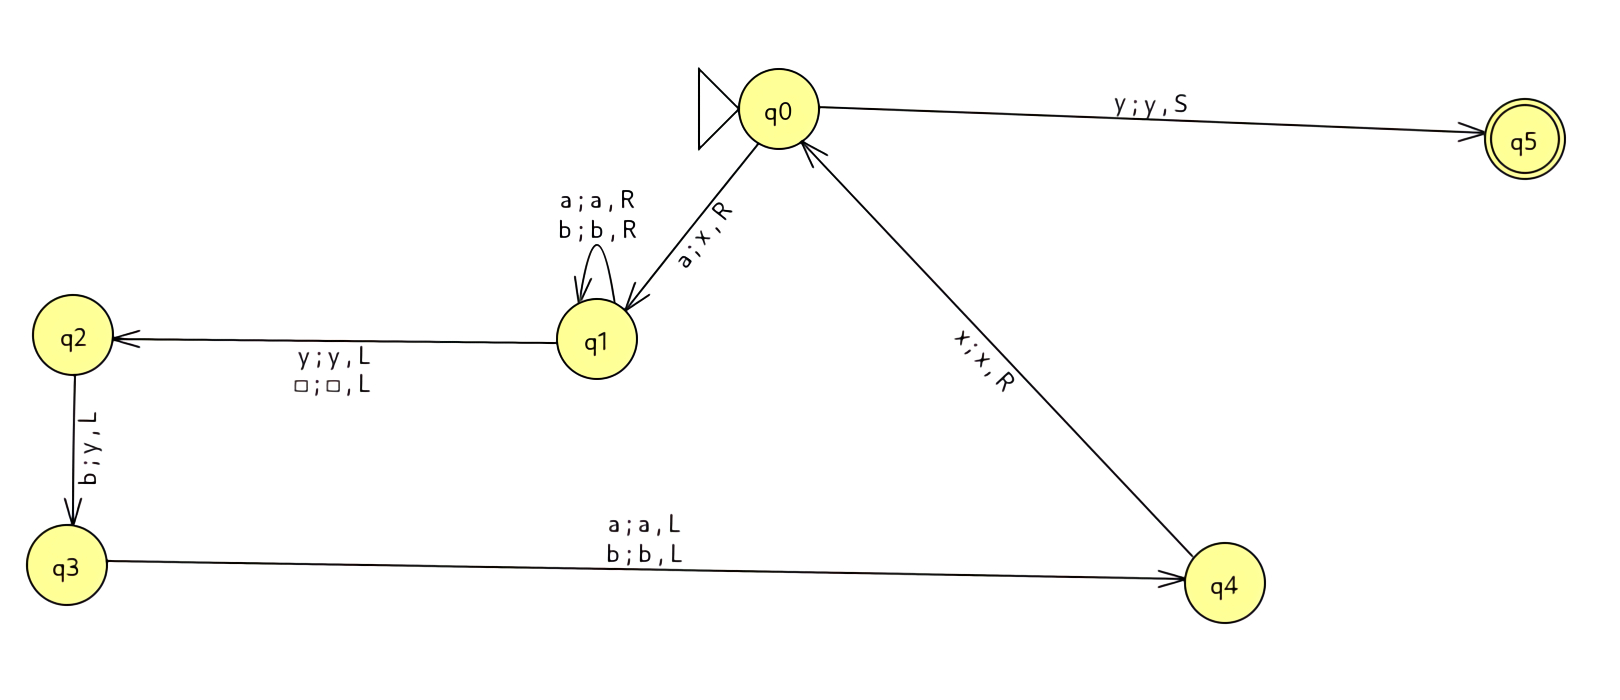 q0
y;y,S
q5
a;a,R
b;b,R
a;x,R
q2
q1
y;y,L
□;□,L
x;x,R
b;y,L
a;a,L
b;b,L
q3
q4